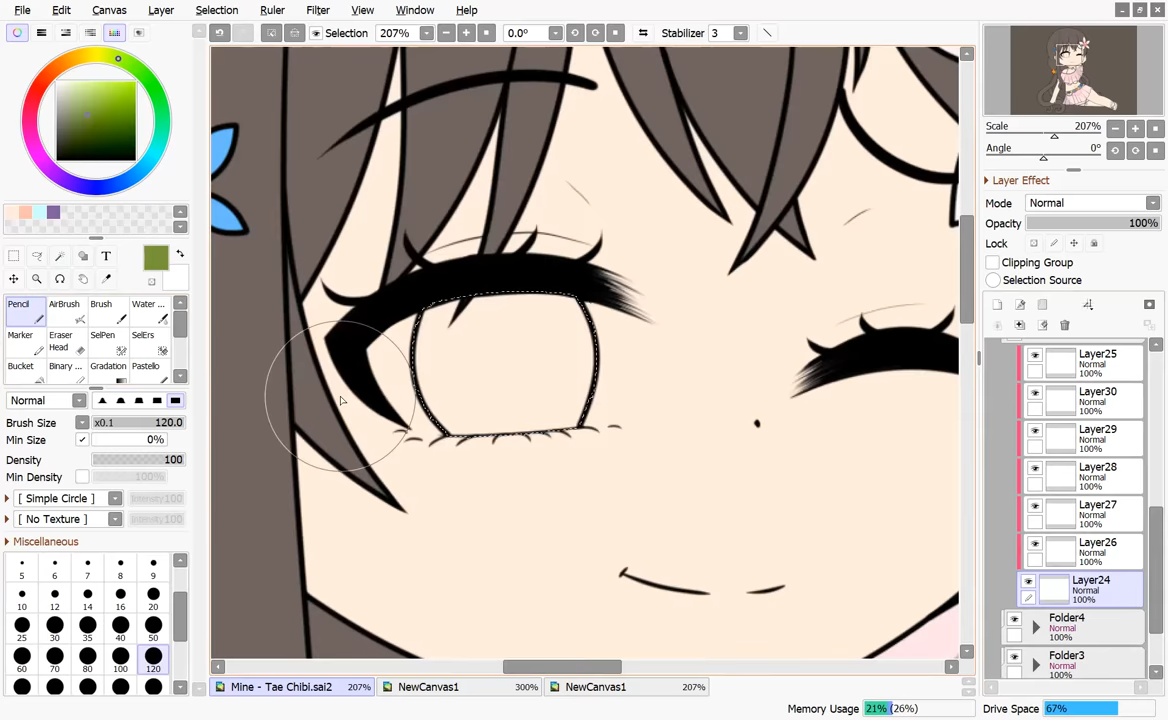 File Edit Canvas Layer Selection Ruler Filter View Window Help
Selection 207% 0.0° Stabilizer 3
T
Pencil AirBrush Brush Water ...
Marker Eraser Head SelPen SelErs
Bucket Binary ... Gradation Pastello
Normal
Brush Size x0.1 120.0
Min Size 0%
Density 100
Min Density 100%
[ Simple Circle ] Intensity 100
[ No Texture ] Intensity 100
Miscellaneous
5 6 7 8 9
10 12 14 16 20
25 30 35 40 50
60 70 80 100 120
Mine - Tae Chibi.sai2 207% NewCanvas1 300% NewCanvas1 207%
Memory Usage 21% (26%) Drive Space 67%
Scale 207%
Angle 0°
Layer Effect
Mode Normal
Opacity 100%
Lock
Clipping Group
Selection Source
Layer25
Normal
100%
Layer30
Normal
100%
Layer29
Normal
100%
Layer28
Normal
100%
Layer27
Normal
100%
Layer26
Normal
100%
Layer24
Normal
100%
Folder4
Normal
100%
Folder3
Normal
100%